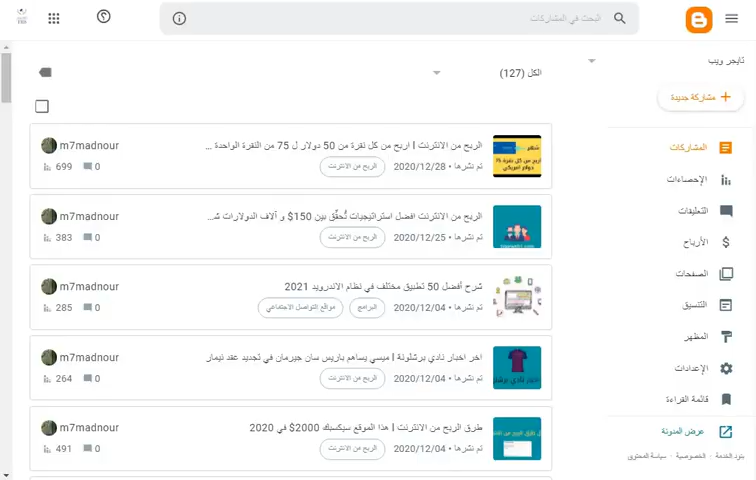 البحث في المشاركات
تايجر ويب
مشاركة جديدة
المشاركات
الإحصاءات
التعليقات
الأرباح
الصفحات
التنسيق
المظهر
الإعدادات
قائمة القراءة
عرض المدونة
بنود الخدمة • الخصوصية • سياسة المحتوى
الكل (127)
الربح من الانترنت | اربح من كل نقرة من 50 دولار ل 75 من النقرة الواحدة ...
m7madnour
تم نشرها • 2020/12/28
الربح من الانترنت
699
0
الربح من الانترنت افضل استراتيجيات تُحقِّق بين 150$ و آلاف الدولارات شـ...
m7madnour
تم نشرها • 2020/12/25
الربح من الانترنت
383
0
شرح أفضل 50 تطبيق مختلف في نظام الاندرويد 2021
m7madnour
تم نشرها • 2020/12/04
البرامج
مواقع التواصل الاجتماعي
285
0
اخر اخبار نادي برشلونة | ميسي يساهم باريس سان جيرمان في تجديد عقد نيمار
m7madnour
تم نشرها • 2020/12/04
الربح من الانترنت
264
0
طرق الربح من الانترنت | هذا الموقع سيكسبك 2000$ في 2020
m7madnour
تم نشرها • 2020/12/04
الربح من الانترنت
491
0